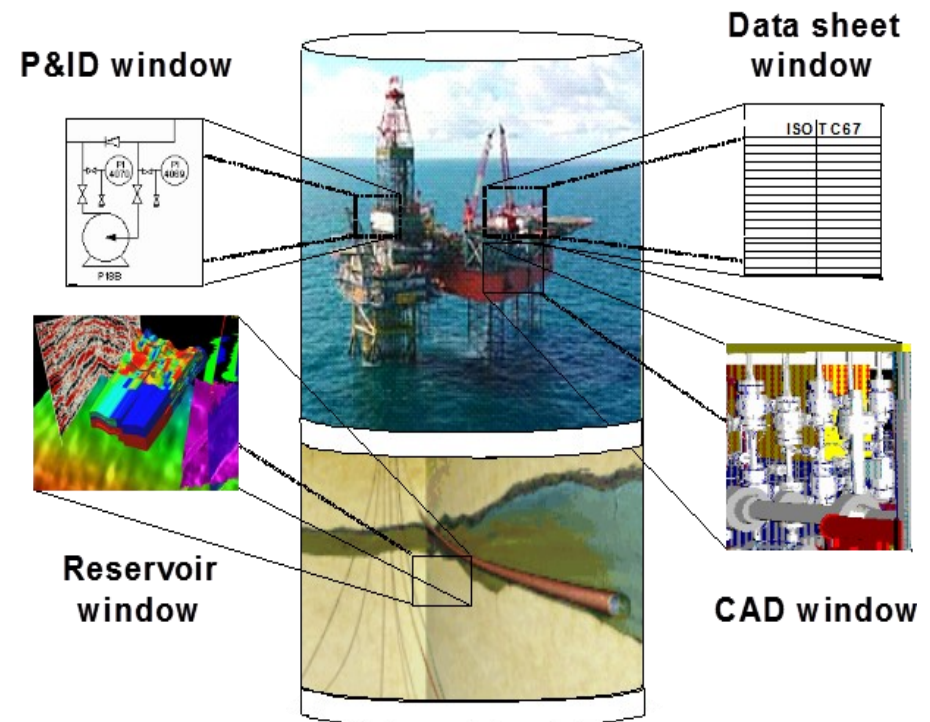 P&ID window
Data sheet
window
ISO TC67
PI
4070
PI
4069
P18B
Reservoir
window
CAD window